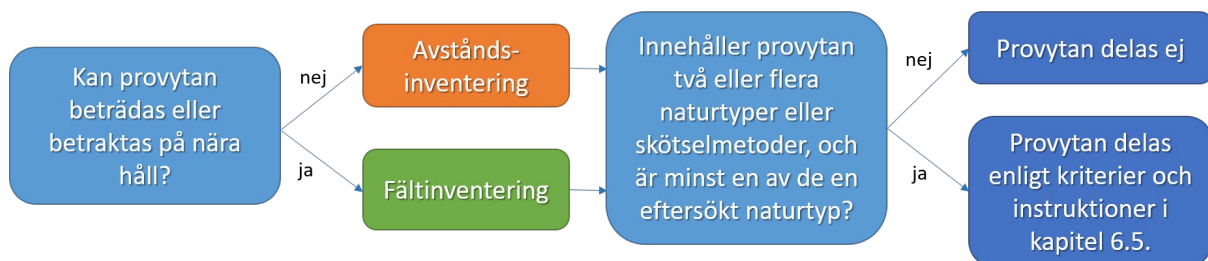 Kan provytan
beträdas eller
betraktas på nära
håll?
nej
ja
Avstånds-
inventering
Fältinventering
Innehåller provytan
två eller flera
naturtyper eller
skötselmetoder, och
är minst en av de en
eftersökt naturtyp?
nej
ja
Provytan delas ej
Provytan delas
enligt kriterier och
instruktioner i
kapitel 6.5.